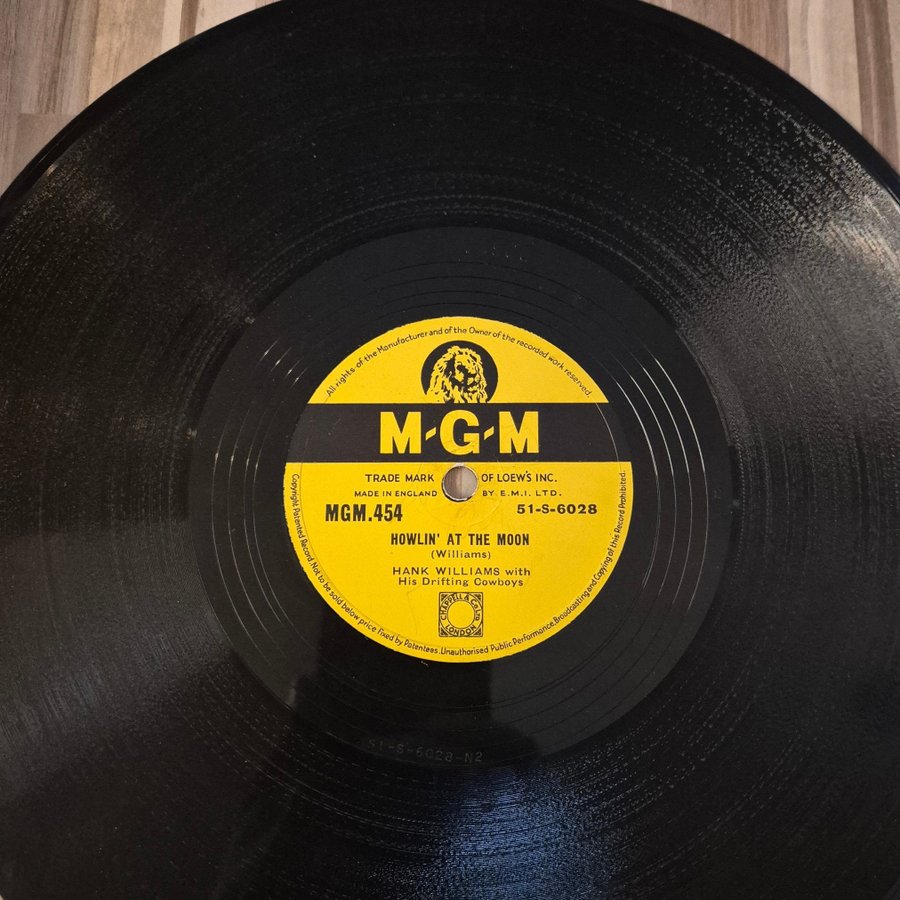 All rights of the Manufacturer and of the Owner of the recorded work reserved.
M-G-M
TRADE MARK OF LOEW'S INC.
MADE IN ENGLAND BY E.M.I. LTD.
MGM.454 51-S-6028
HOWLIN' AT THE MOON
(Williams)
HANK WILLIAMS with
His Drifting Cowboys
CHAPPELL & Co Ltd
LONDON
Copyright Patented Record. Not to be sold below price fixed by Patentees. Unauthorised Public Performance, Broadcasting and Copying of this Record Prohibited.
51-S-6028-N2